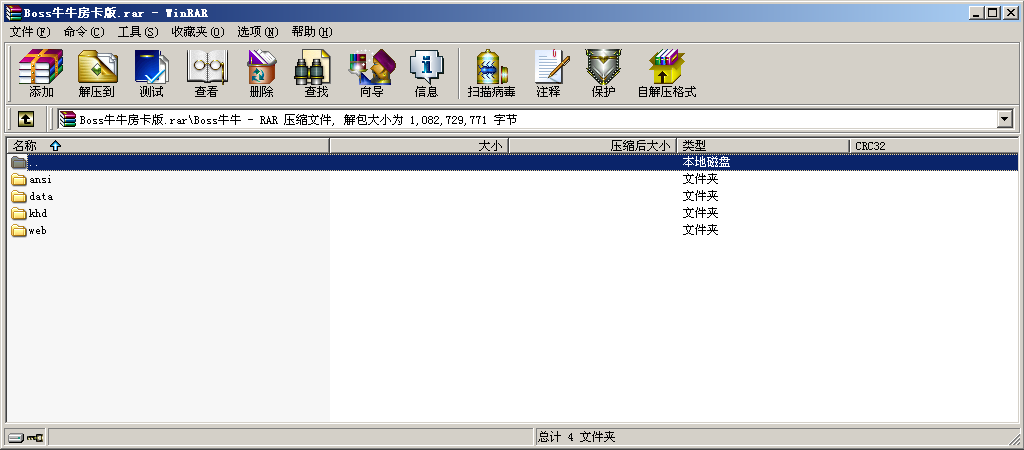 Boss牛牛房卡版.rar - WinRAR
文件(F) 命令(C) 工具(S) 收藏夹(O) 选项(N) 帮助(H)
添加 解压到 测试 查看 删除 查找 向导 信息 扫描病毒 注释 保护 自解压格式
Boss牛牛房卡版.rar\Boss牛牛 - RAR 压缩文件, 解包大小为 1,082,729,771 字节
名称 大小 压缩后大小 类型 CRC32
.. 本地磁盘
ansi 文件夹
data 文件夹
khd 文件夹
web 文件夹
总计 4 文件夹